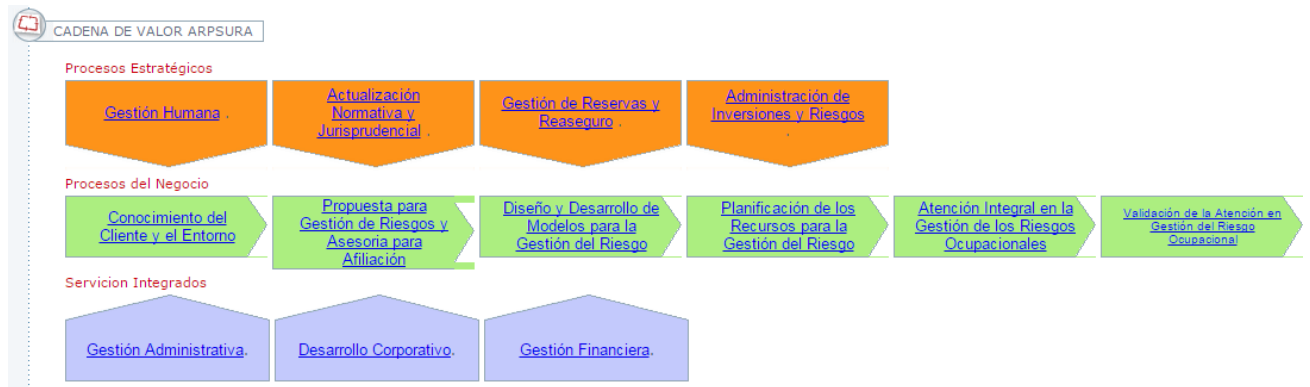 CADENA DE VALOR ARPSURA
Procesos Estratégicos
Gestión Humana .
Actualización
Normativa y
Jurisprudencial .
Gestión de Reservas y
Reaseguro .
Administración de
Inversiones y Riesgos
.
Procesos del Negocio
Conocimiento del
Cliente y el Entorno
Propuesta para
Gestión de Riesgos y
Asesoria para
Afiliación
Diseño y Desarrollo de
Modelos para la
Gestión del Riesgo
Planificación de los
Recursos para la
Gestión del Riesgo
Atención Integral en la
Gestión de los Riesgos
Ocupacionales
Validación de la Atención en
Gestión del Riesgo
Ocupacional
Servicion Integrados
Gestión Administrativa.
Desarrollo Corporativo.
Gestión Financiera.